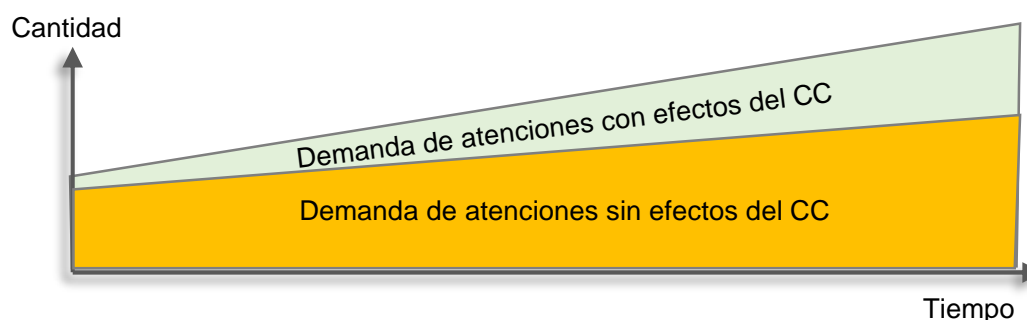 Cantidad
Demanda de atenciones con efectos del CC
Demanda de atenciones sin efectos del CC
Tiempo